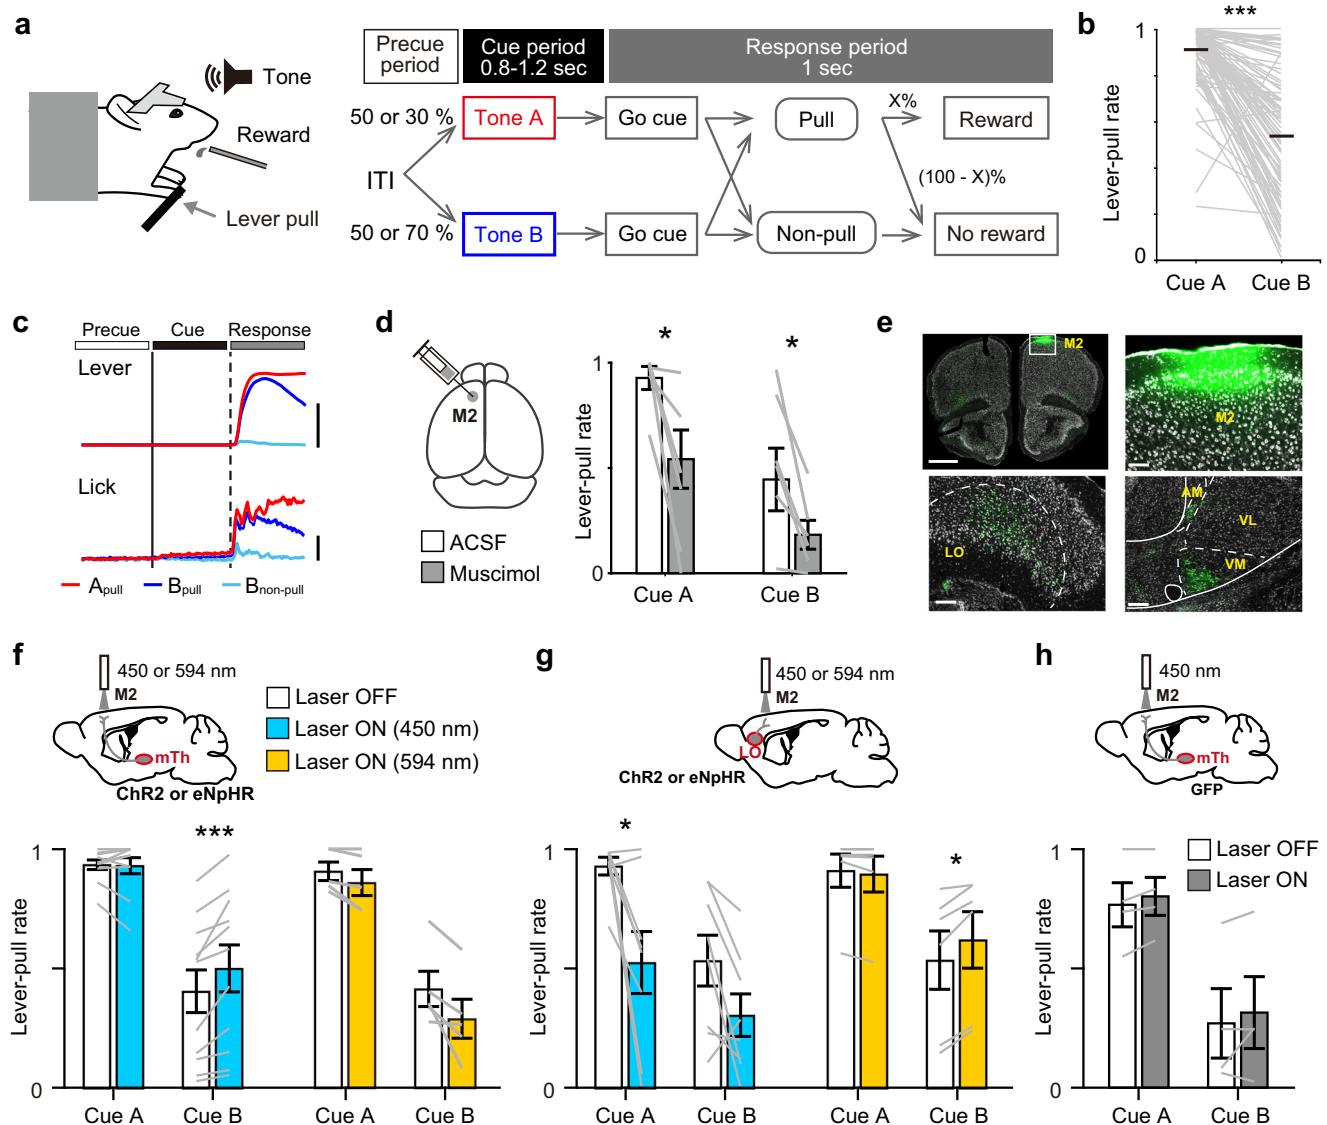 a
Tone
Reward
Lever pull
Precue period
Cue period
0.8-1.2 sec
Response period
1 sec
50 or 30 %
Tone A
Go cue
Pull
X%
Reward
ITI
(100 - X)%
50 or 70 %
Tone B
Go cue
Non-pull
No reward
b
***
Lever-pull rate
1
0
Cue A
Cue B
c
Precue
Cue
Response
Lever
Lick
Apull
Bpull
Bnon-pull
d
M2
ACSF
Muscimol
*
*
Lever-pull rate
1
0
Cue A
Cue B
e
M2
M2
LO
AM
VL
VM
f
450 or 594 nm
M2
mTh
ChR2 or eNpHR
Laser OFF
Laser ON (450 nm)
Laser ON (594 nm)
***
Lever-pull rate
1
0
Cue A
Cue B
Cue A
Cue B
g
450 or 594 nm
M2
LO
ChR2 or eNpHR
*
*
Lever-pull rate
1
0
Cue A
Cue B
Cue A
Cue B
h
450 nm
M2
mTh
GFP
Laser OFF
Laser ON
Lever-pull rate
1
0
Cue A
Cue B